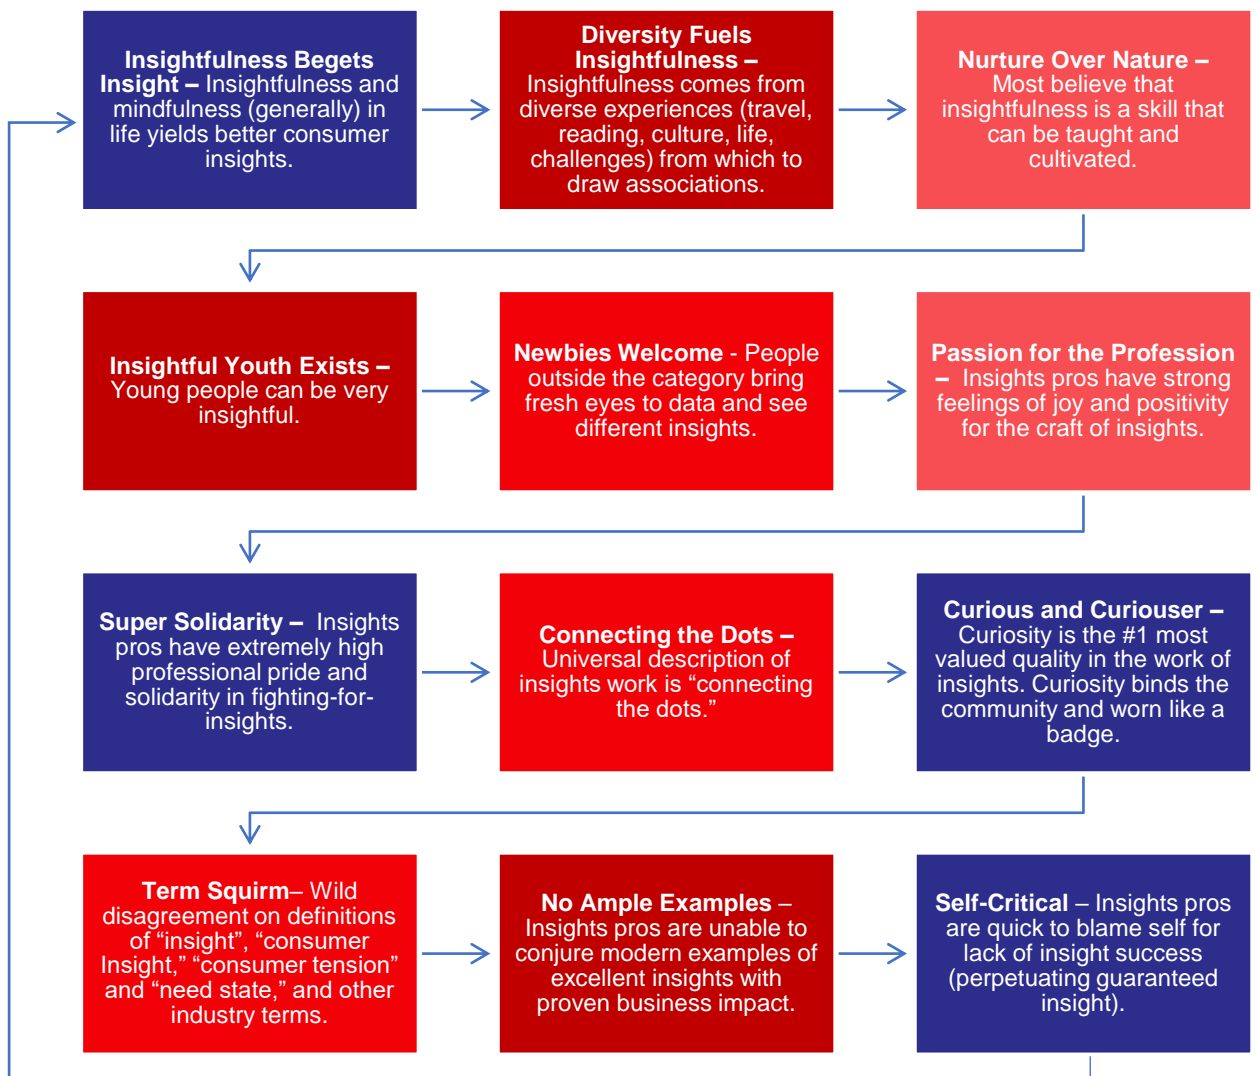 Insightfulness Begets
Insight – Insightfulness and
mindfulness (generally) in
life yields better consumer
insights.
Diversity Fuels
Insightfulness –
Insightfulness comes from
diverse experiences (travel,
reading, culture, life,
challenges) from which to
draw associations.
Nurture Over Nature –
Most believe that
insightfulness is a skill that
can be taught and
cultivated.
Insightful Youth Exists –
Young people can be very
insightful.
Newbies Welcome - People
outside the category bring
fresh eyes to data and see
different insights.
Passion for the Profession
– Insights pros have strong
feelings of joy and positivity
for the craft of insights.
Super Solidarity – Insights
pros have extremely high
professional pride and
solidarity in fighting-for-
insights.
Connecting the Dots –
Universal description of
insights work is “connecting
the dots.”
Curious and Curiouser –
Curiosity is the #1 most
valued quality in the work of
insights. Curiosity binds the
community and worn like a
badge.
Term Squirm– Wild
disagreement on definitions
of “insight”, “consumer
Insight,” “consumer tension”
and “need state,” and other
industry terms.
No Ample Examples –
Insights pros are unable to
conjure modern examples of
excellent insights with
proven business impact.
Self-Critical – Insights pros
are quick to blame self for
lack of insight success
(perpetuating guaranteed
insight).